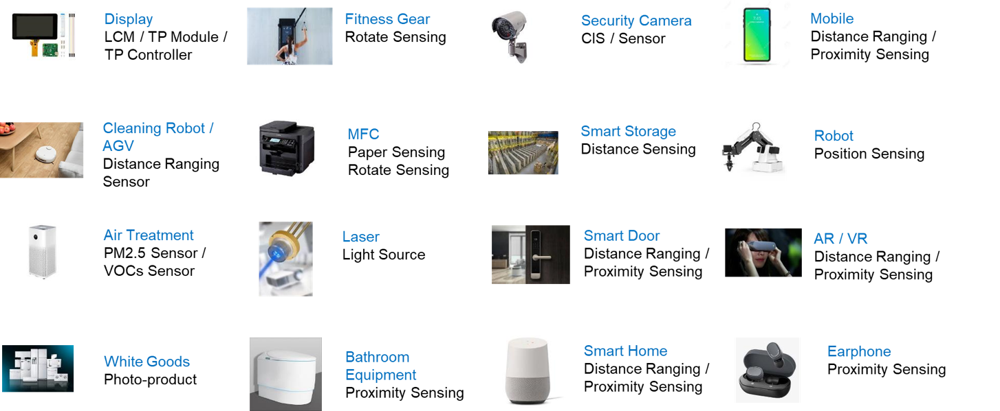 Display
LCM / TP Module /
TP Controller
Fitness Gear
Rotate Sensing
Security Camera
CIS / Sensor
Mobile
Distance Ranging /
Proximity Sensing
Cleaning Robot /
AGV
Distance Ranging
Sensor
MFC
Paper Sensing
Rotate Sensing
Smart Storage
Distance Sensing
Robot
Position Sensing
Air Treatment
PM2.5 Sensor /
VOCs Sensor
Laser
Light Source
Smart Door
Distance Ranging /
Proximity Sensing
AR / VR
Distance Ranging /
Proximity Sensing
White Goods
Photo-product
Bathroom
Equipment
Proximity Sensing
Smart Home
Distance Ranging /
Proximity Sensing
Earphone
Proximity Sensing